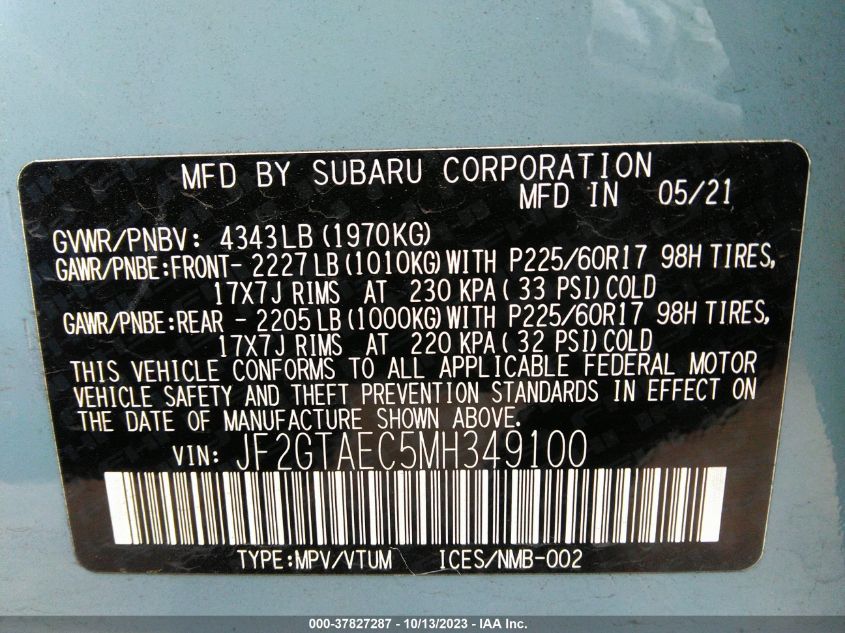 MFD BY SUBARU CORPORATION
MFD IN 05/21
GVWR/PNBV: 4343LB (1970KG)
GAWR/PNBE:FRONT- 2227LB(1010KG)WITH P225/60R17 98H TIRES,
17X7J RIMS AT 230 KPA( 33 PSI)COLD
GAWR/PNBE:REAR - 2205LB(1000KG)WITH P225/60R17 98H TIRES,
17X7J RIMS AT 220 KPA( 32 PSI)COLD
THIS VEHICLE CONFORMS TO ALL APPLICABLE FEDERAL MOTOR
VEHICLE SAFETY AND THEFT PREVENTION STANDARDS IN EFFECT ON
THE DATE OF MANUFACTURE SHOWN ABOVE.
VIN: JF2GTAEC5MH349100
TYPE:MPV/VTUM ICES/NMB-002
000-37827287 - 10/13/2023 - IAA Inc.